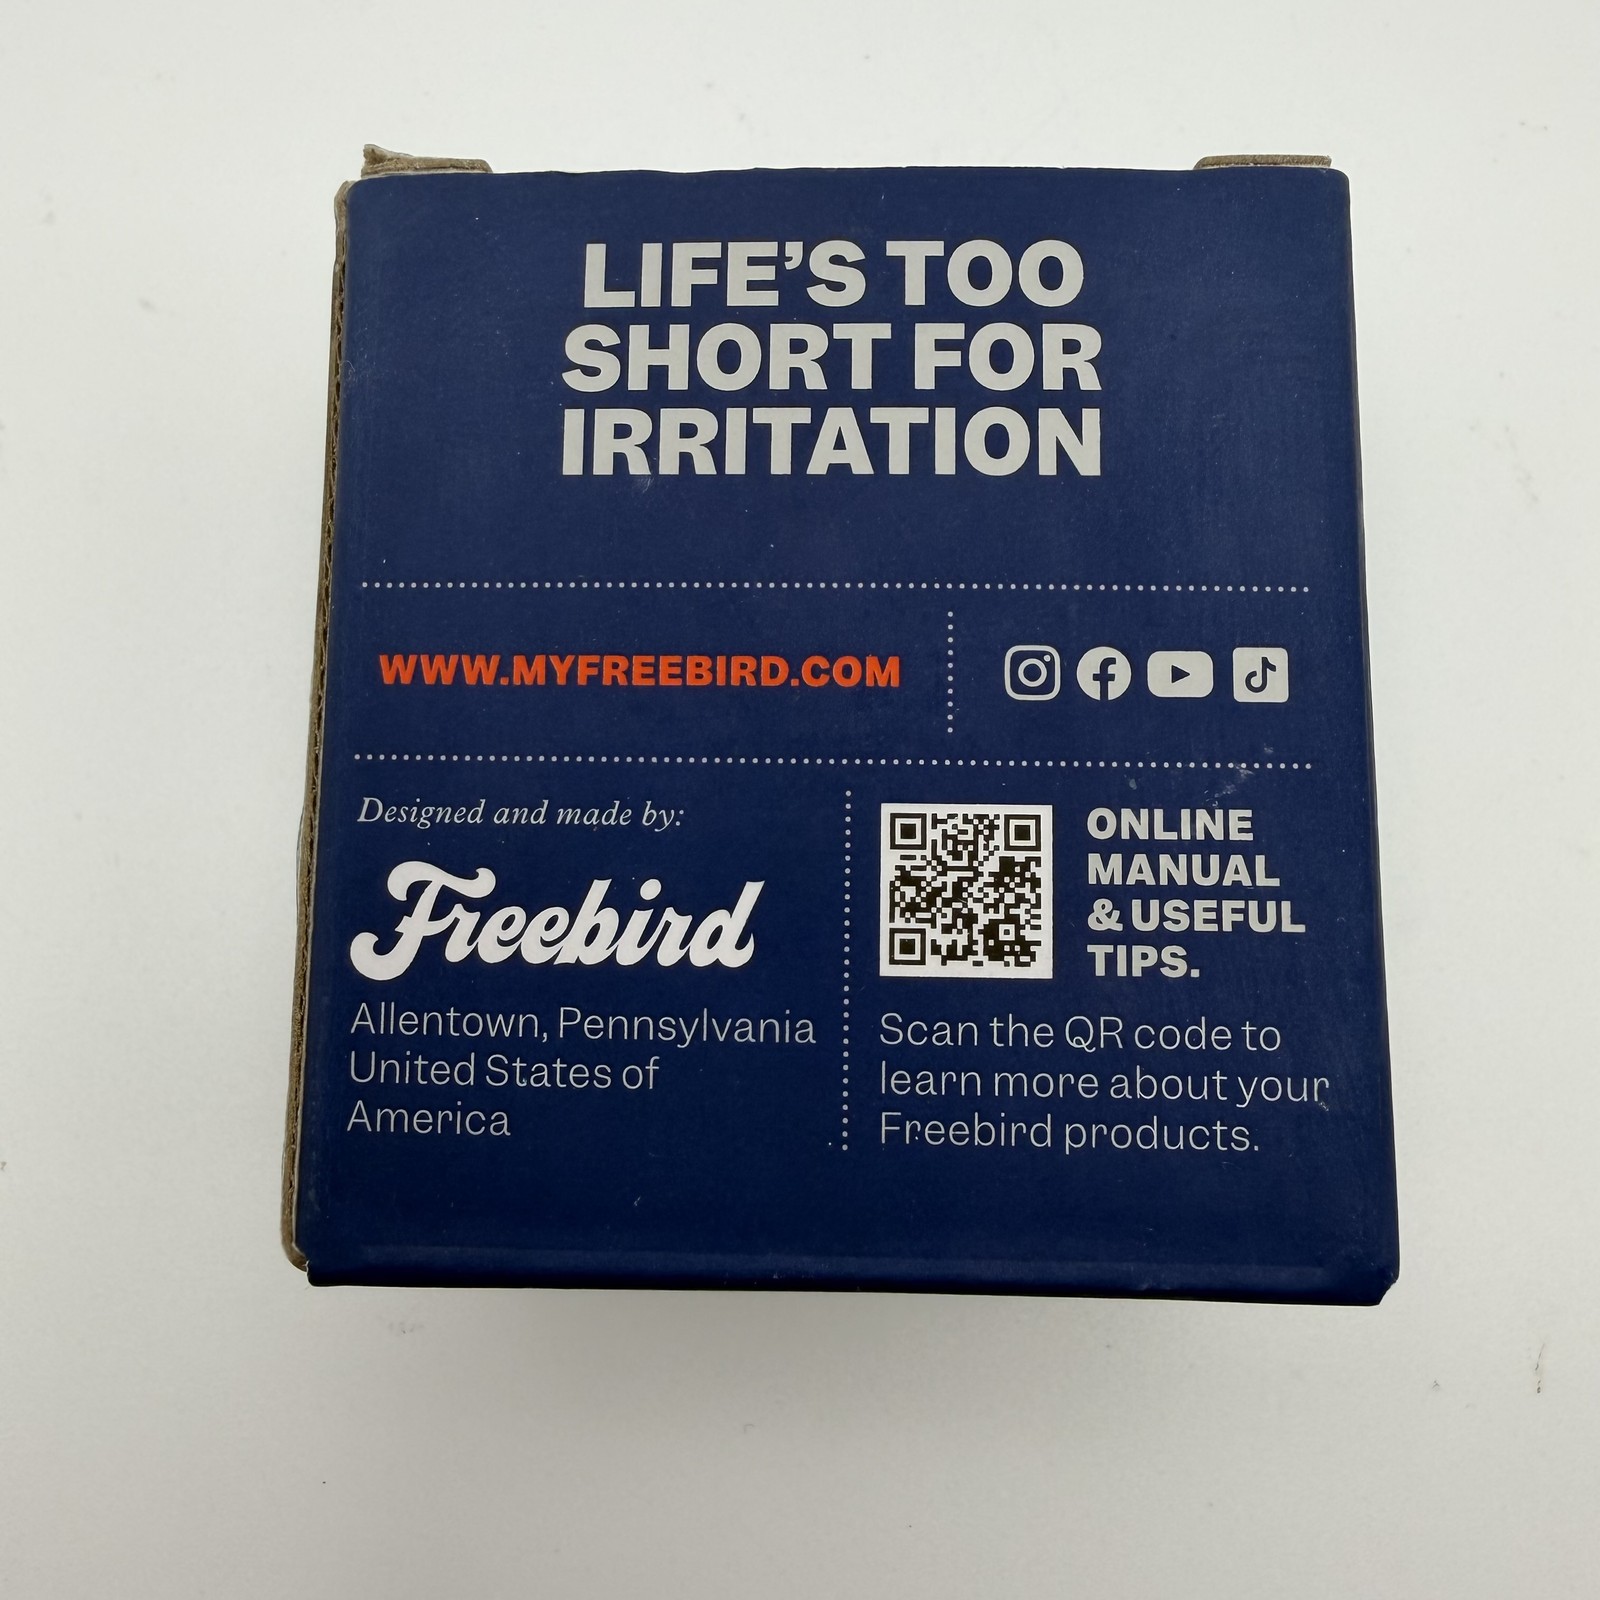 LIFE’S TOO
SHORT FOR
IRRITATION
WWW.MYFREEBIRD.COM
Designed and made by:
Freebird
Allentown, Pennsylvania
United States of
America
ONLINE
MANUAL
& USEFUL
TIPS.
Scan the QR code to
learn more about your
Freebird products.